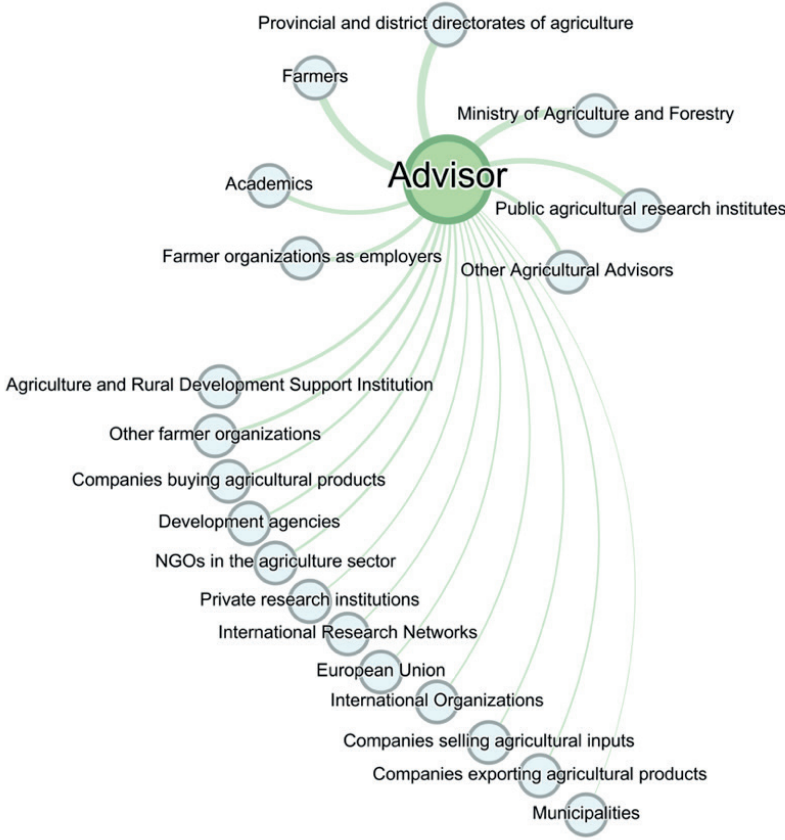 Provincial and district directorates of agriculture
Farmers
Ministry of Agriculture and Forestry
Advisor
Academics
Public agricultural research institutes
Farmer organizations as employers
Other Agricultural Advisors
Agriculture and Rural Development Support Institution
Other farmer organizations
Companies buying agricultural products
Development agencies
NGOs in the agriculture sector
Private research institutions
International Research Networks
European Union
International Organizations
Companies selling agricultural inputs
Companies exporting agricultural products
Municipalities